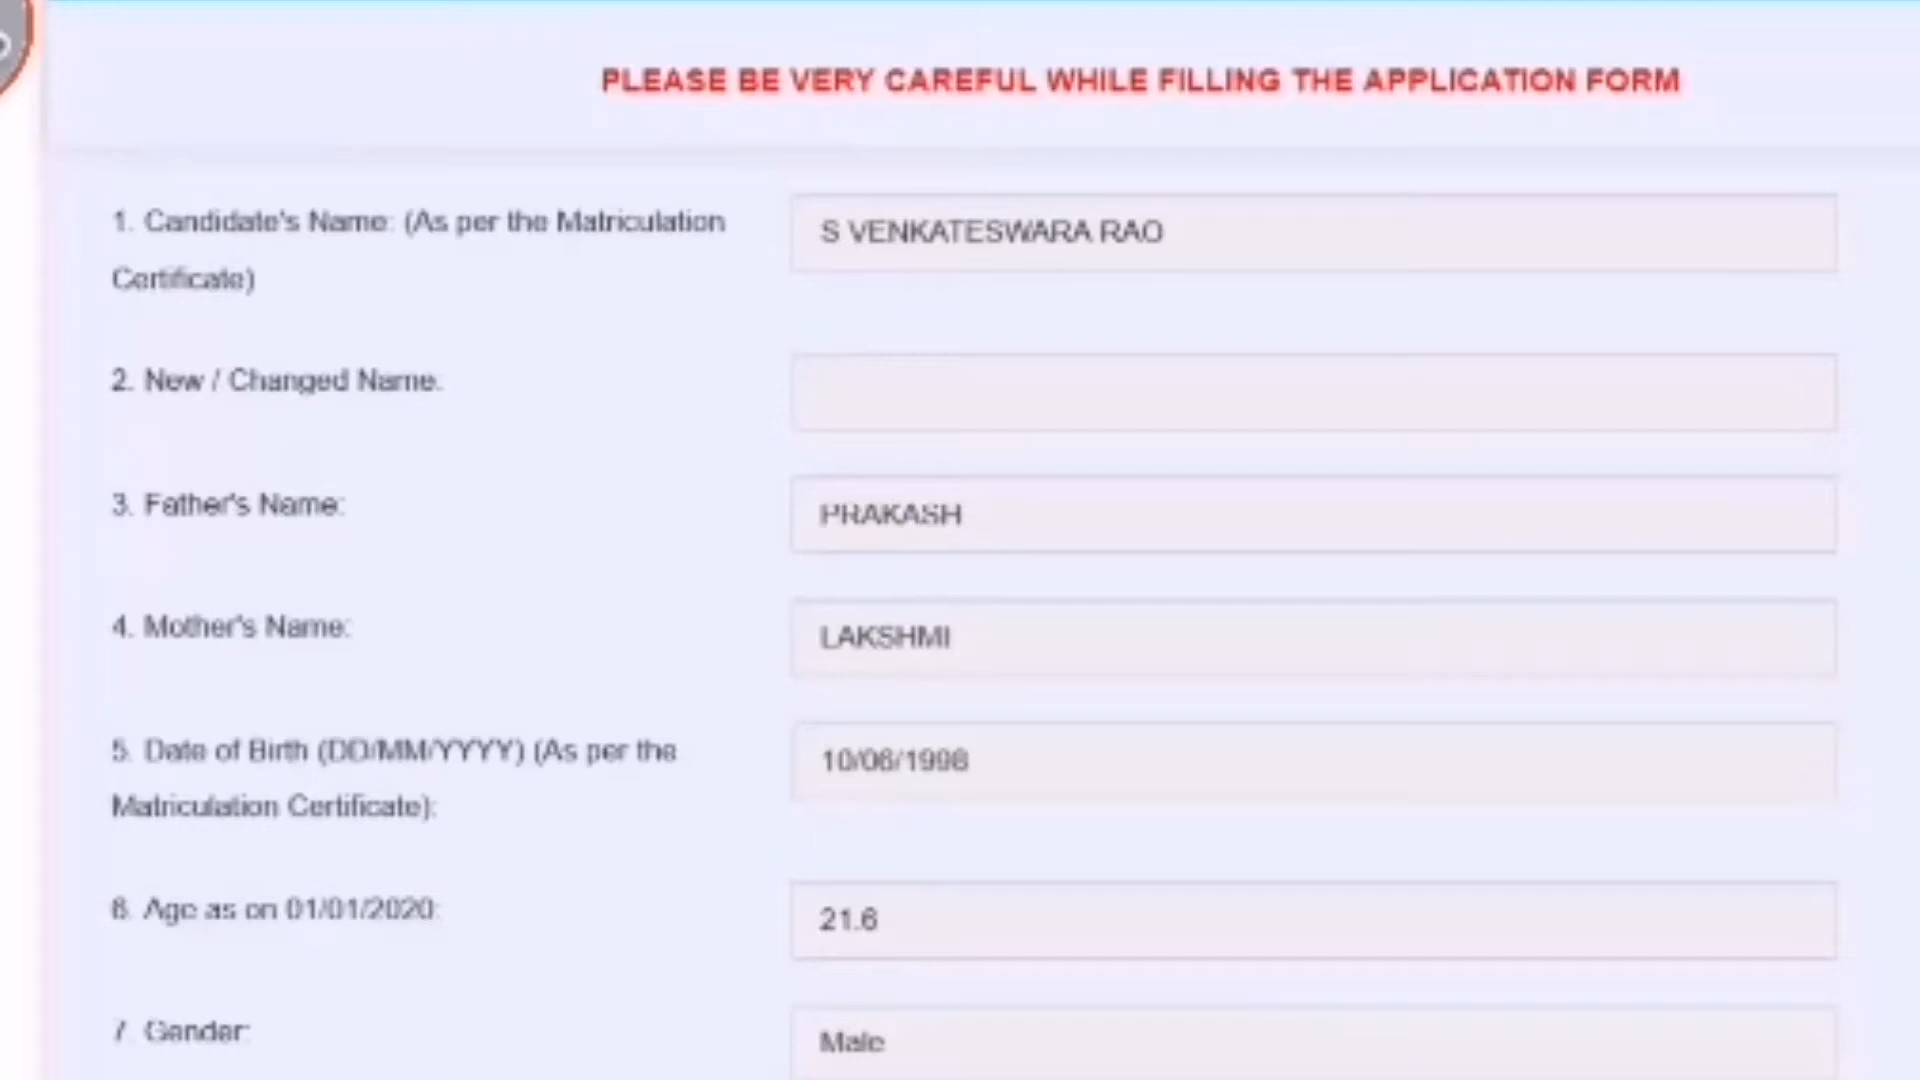 PLEASE BE VERY CAREFUL WHILE FILLING THE APPLICATION FORM
1. Candidate's Name: (As per the Matriculation
Certificate)
S VENKATESWARA RAO
2. New / Changed Name:
3. Father's Name:
PRAKASH
4. Mother's Name:
LAKSHMI
5. Date of Birth (DD/MM/YYYY) (As per the
Matriculation Certificate):
10/06/1998
6. Age as on 01/01/2020:
21.6
7. Gender:
Male